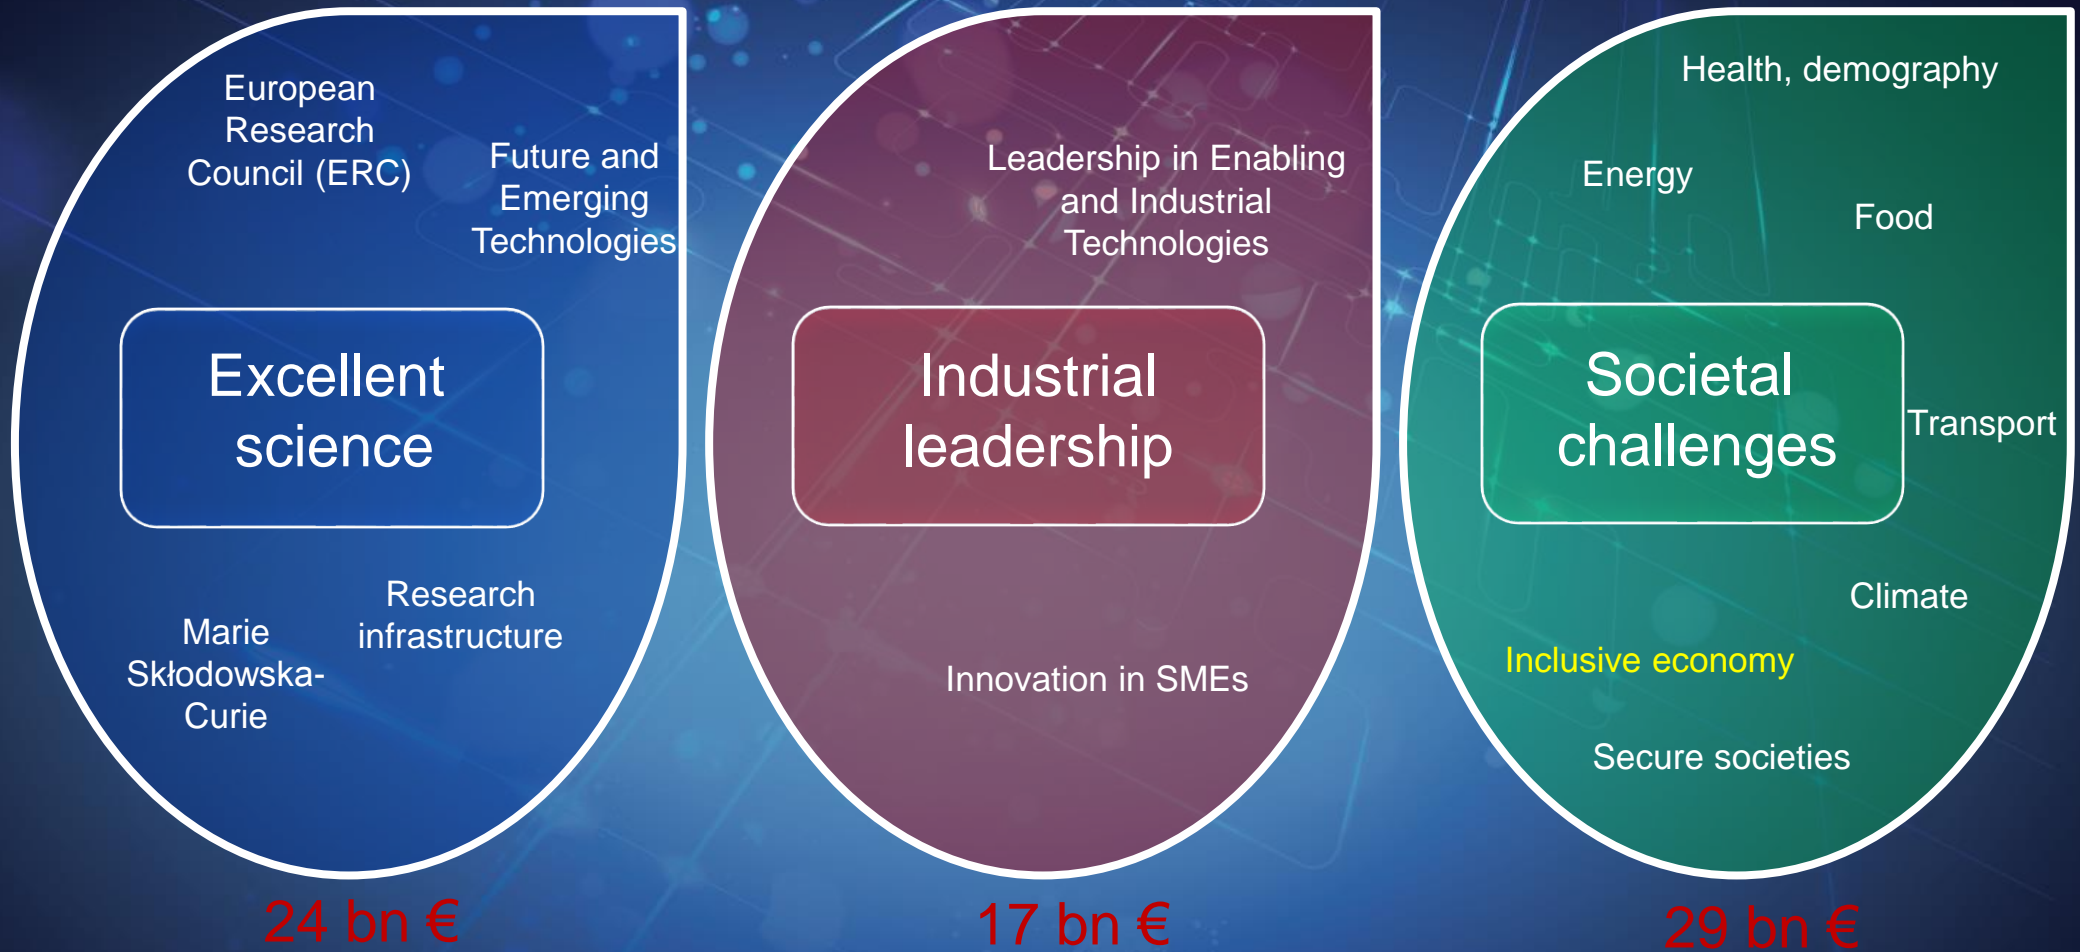 European
Research
Council (ERC)
Future and
Emerging
Technologies
Excellent
science
Research
infrastructure
Marie
Skłodowska-
Curie
24 bn €
Leadership in Enabling
and Industrial
Technologies
Industrial
leadership
Innovation in SMEs
17 bn €
Health, demography
Energy
Food
Societal
challenges
Transport
Climate
Inclusive economy
Secure societies
29 bn €